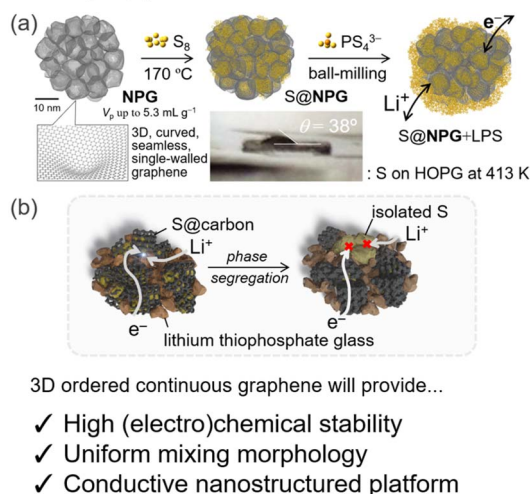 (a)
S₈
170 ºC
PS₄³⁻
ball-milling
e⁻
10 nm
NPG
Vₚ up to 5.3 mL g⁻¹
S@NPG
Li⁺
S@NPG+LPS
3D, curved,
seamless,
single-walled
graphene
θ = 38°
: S on HOPG at 413 K
(b)
S@carbon
Li⁺
e⁻
phase
segregation
isolated S
Li⁺
e⁻
lithium thiophosphate glass
3D ordered continuous graphene will provide...
✓ High (electro)chemical stability
✓ Uniform mixing morphology
✓ Conductive nanostructured platform